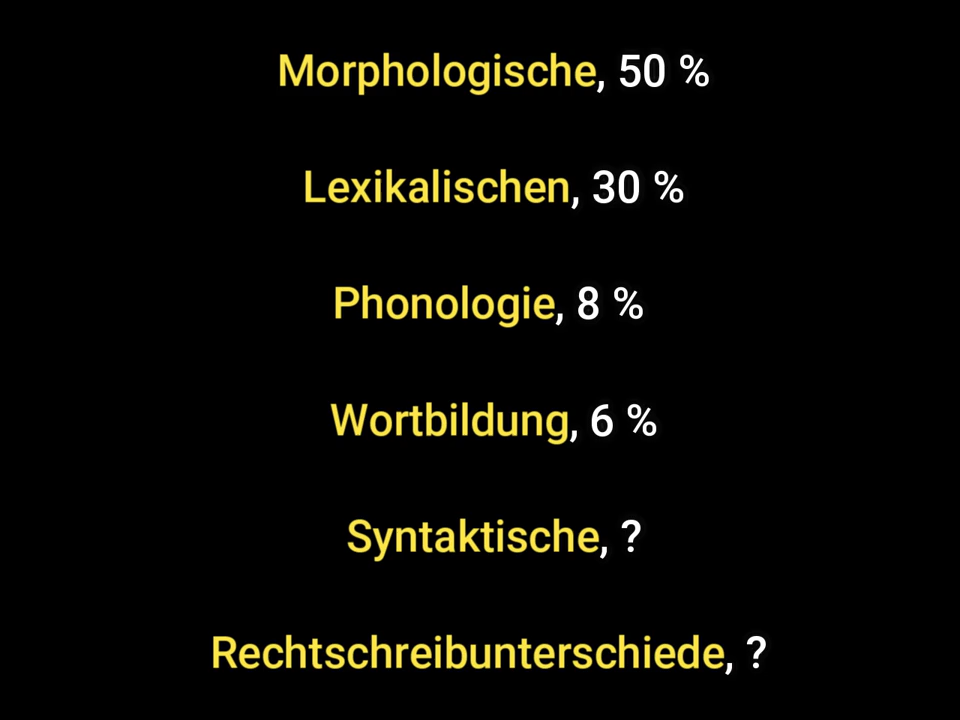 Morphologische, 50 %
Lexikalischen, 30 %
Phonologie, 8 %
Wortbildung, 6 %
Syntaktische, ?
Rechtschreibunterschiede, ?